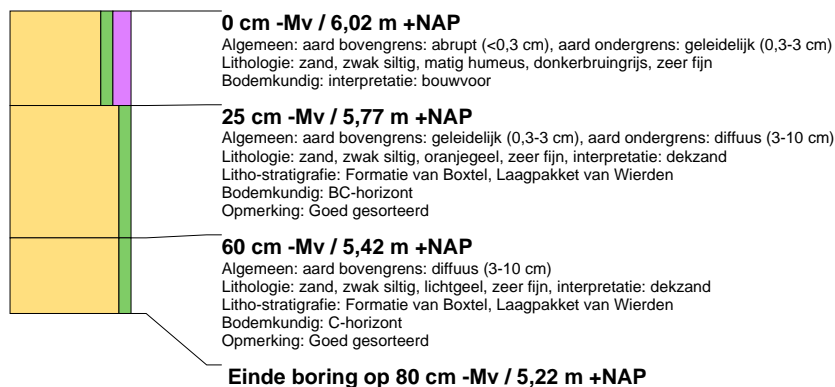 0 cm -Mv / 6,02 m +NAP
Algemeen: aard bovengrens: abrupt (<0,3 cm), aard ondergrens: geleidelijk (0,3-3 cm)
Lithologie: zand, zwak siltig, matig humeus, donkerbruingrijs, zeer fijn
Bodemkundig: interpretatie: bouwvoor
25 cm -Mv / 5,77 m +NAP
Algemeen: aard bovengrens: geleidelijk (0,3-3 cm), aard ondergrens: diffuus (3-10 cm)
Lithologie: zand, zwak siltig, oranjegeel, zeer fijn, interpretatie: dekzand
Litho-stratigrafie: Formatie van Boxtel, Laagpakket van Wierden
Bodemkundig: BC-horizont
Opmerking: Goed gesorteerd
60 cm -Mv / 5,42 m +NAP
Algemeen: aard bovengrens: diffuus (3-10 cm)
Lithologie: zand, zwak siltig, lichtgeel, zeer fijn, interpretatie: dekzand
Litho-stratigrafie: Formatie van Boxtel, Laagpakket van Wierden
Bodemkundig: C-horizont
Opmerking: Goed gesorteerd
Einde boring op 80 cm -Mv / 5,22 m +NAP